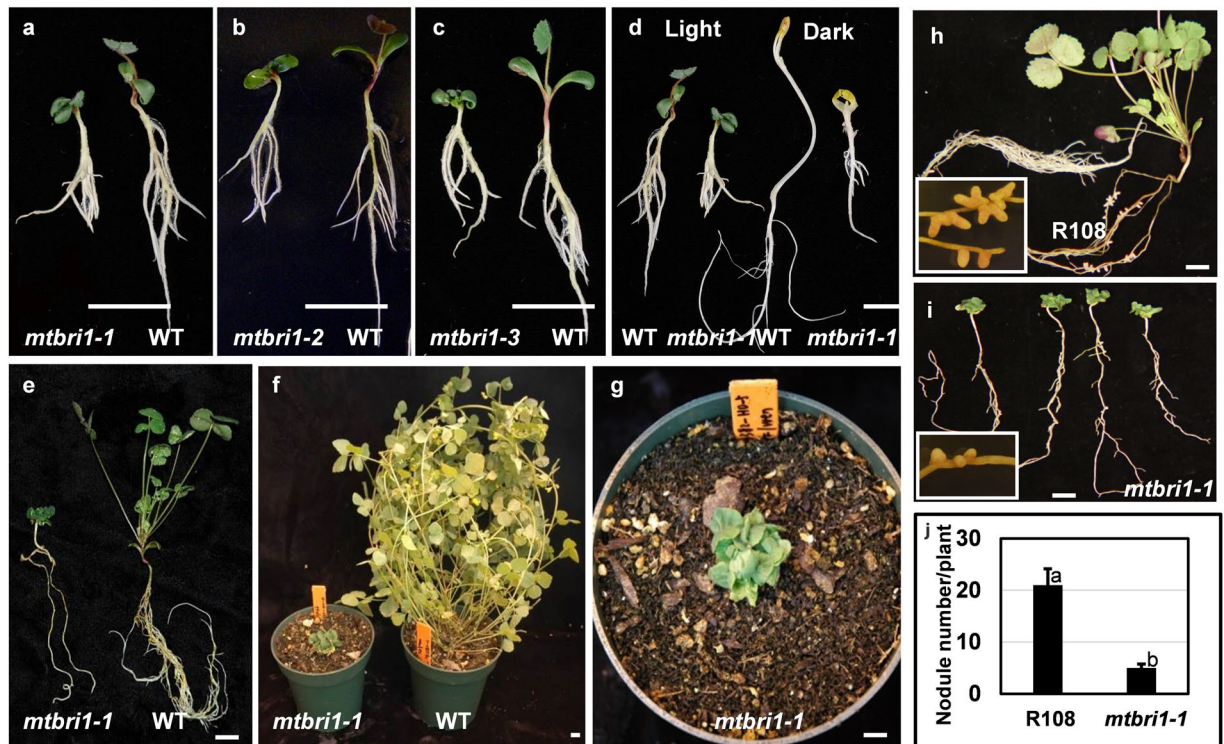 a
mtbri1-1 WT
b
mtbri1-2 WT
c
mtbri1-3 WT
d
Light Dark
WT mtbri1-1 WT mtbri1-1
e
mtbri1-1 WT
f
mtbri1-1 WT
g
mtbri1-1
h
R108
i
mtbri1-1
j
Nodule number/plant
30
20
10
0
a
b
R108 mtbri1-1